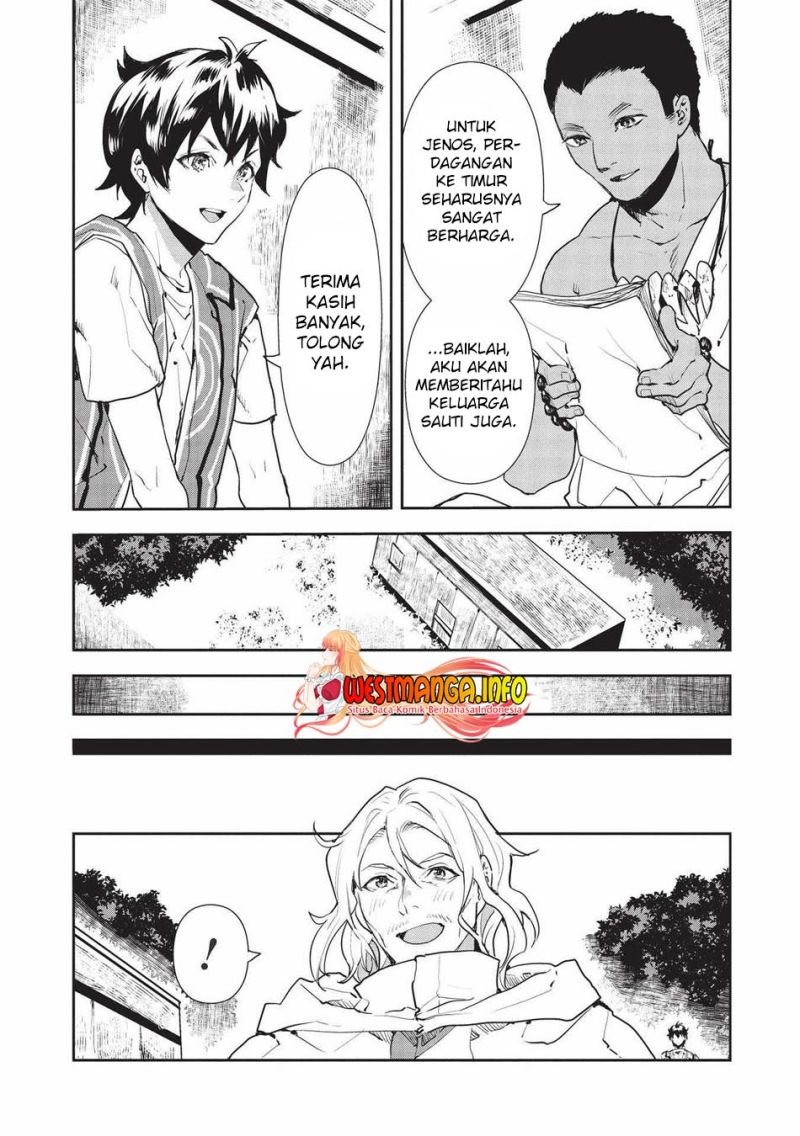 UNTUK
JENOS, PER-
DAGANGAN
KE TIMUR
SEHARUSNYA
SANGAT
BERHARGA.
...BAIKLAH,
AKU AKAN
MEMBERITAHU
KELUARGA
SAUTI JUGA.
TERIMA
KASIH
BANYAK,
TOLONG
YAH.
WESTMANGA.INFO
Situs Baca Komik Berbahasa Indonesia
!